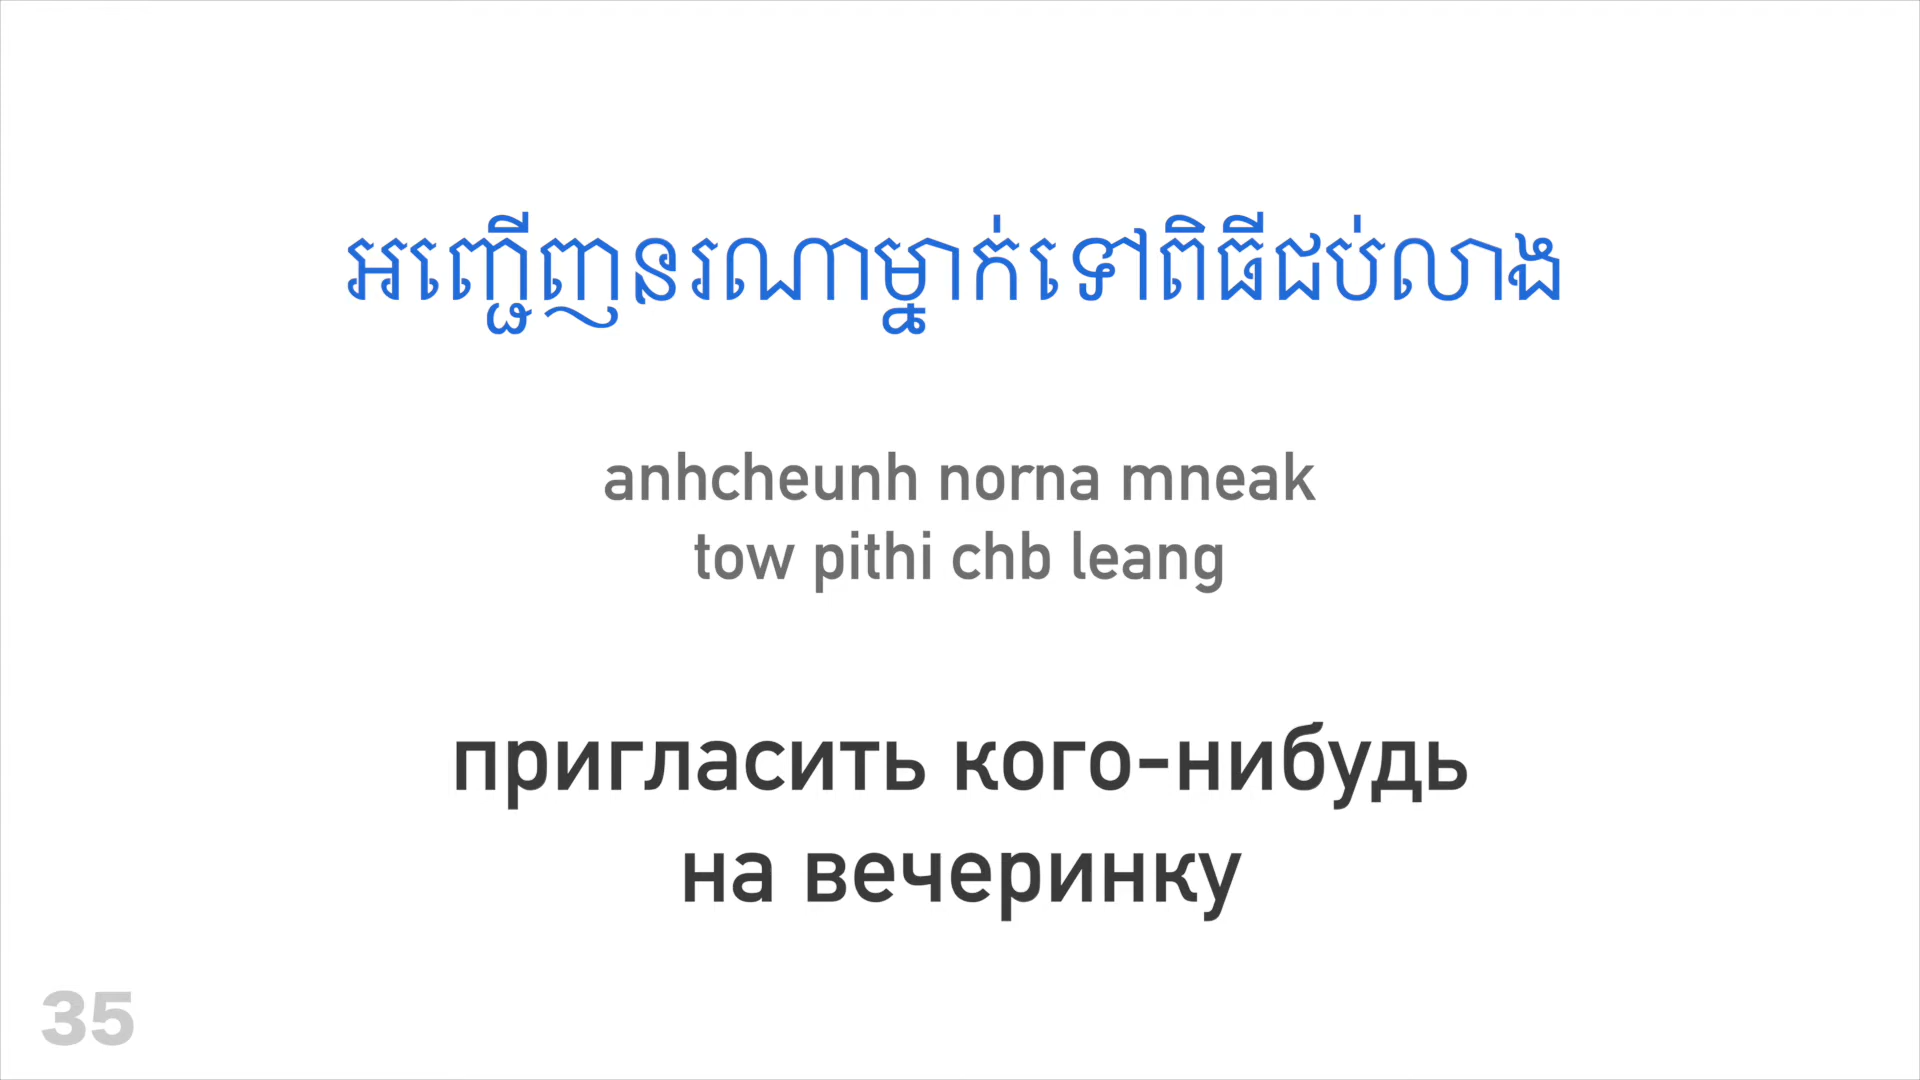 អញ្ជើញនរណាម្នាក់ទៅពិធីជប់លាង
anhcheunh norna mneak
tow pithi chb leang
пригласить кого-нибудь
на вечеринку
35